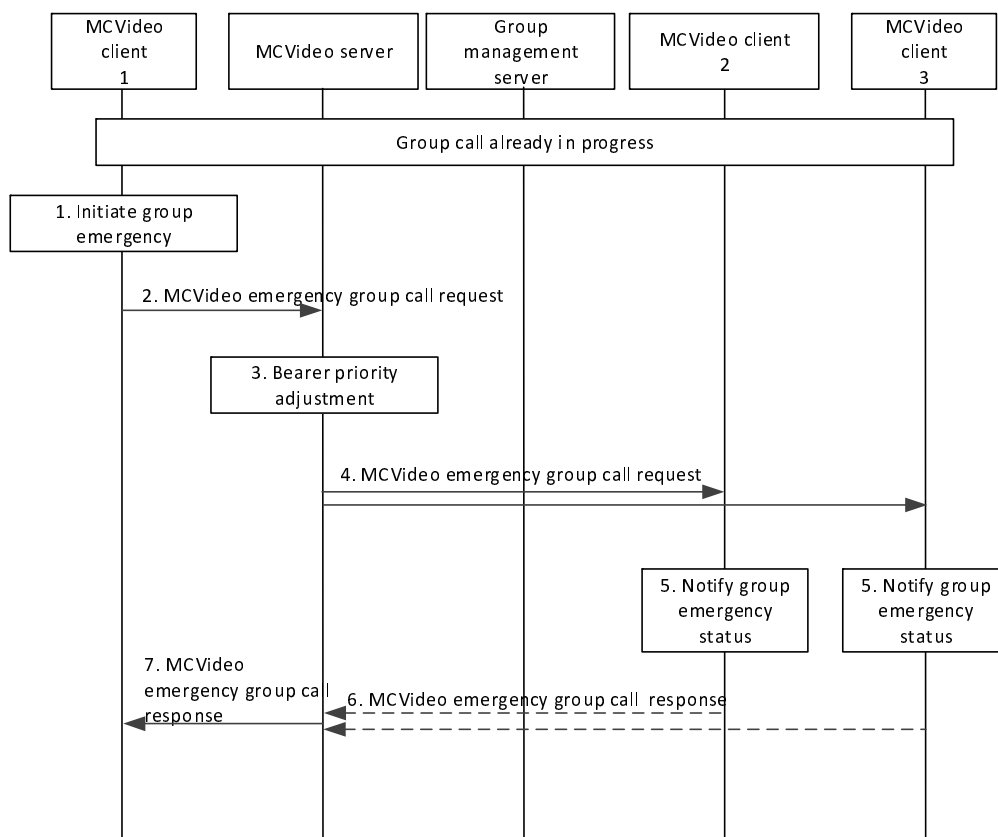 MCVideo
client
1
MCVideo server
Group
management
server
MCVideo client
2
MCVideo
client
3
Group call already in progress
1. Initiate group
emergency
2. MCVideo emergency group call request
3. Bearer priority
adjustment
4. MCVideo emergency group call request
5. Notify group
emergency
status
5. Notify group
emergency
status
7. MCVideo
emergency group call
response
6. MCVideo emergency group call response